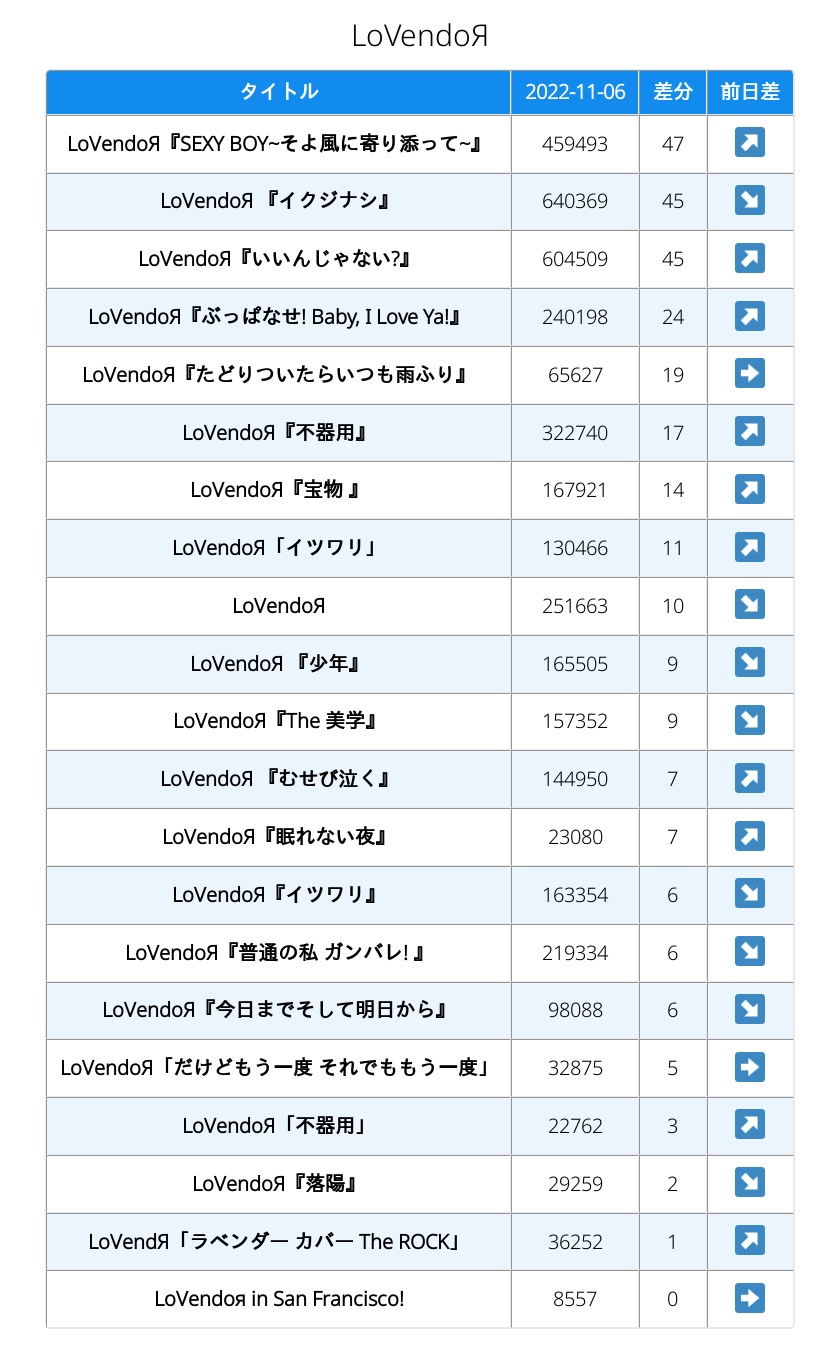 LoVendoЯ
タイトル 2022-11-06 差分 前日差
LoVendoЯ『SEXY BOY~そよ風に寄り添って~』 459493 47
LoVendoЯ 『イクジナシ』 640369 45
LoVendoЯ『いいんじゃない?』 604509 45
LoVendoЯ『ぶっぱなせ! Baby, I Love Ya!』 240198 24
LoVendoЯ『たどりついたらいつも雨ふり』 65627 19
LoVendoЯ『不器用』 322740 17
LoVendoЯ『宝物 』 167921 14
LoVendoЯ「イツワリ」 130466 11
LoVendoЯ 251663 10
LoVendoЯ 『少年』 165505 9
LoVendoЯ『The 美学』 157352 9
LoVendoЯ 『むせび泣く』 144950 7
LoVendoЯ『眠れない夜』 23080 7
LoVendoЯ『イツワリ』 163354 6
LoVendoЯ『普通の私 ガンバレ! 』 219334 6
LoVendoЯ『今日までそして明日から』 98088 6
LoVendoЯ「だけどもう一度 それでももう一度」 32875 5
LoVendoЯ「不器用」 22762 3
LoVendoЯ『落陽』 29259 2
LoVendЯ「ラベンダー カバー The ROCK」 36252 1
LoVendoя in San Francisco! 8557 0